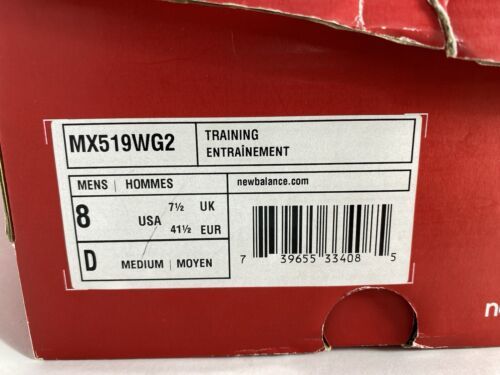 MX519WG2
TRAINING
ENTRAÎNEMENT
MENS | HOMMES
newbalance.com
8 USA
7½ UK
41½ EUR
D MEDIUM | MOYEN
7 39655 33408 5